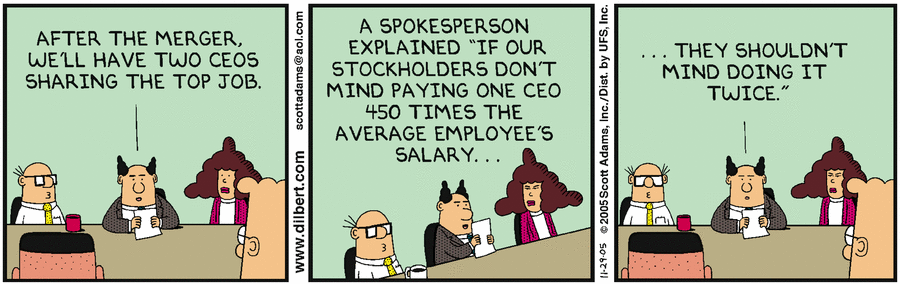 AFTER THE MERGER,
WE'LL HAVE TWO CEOS
SHARING THE TOP JOB.
www.dilbert.com scottadams@aol.com
A SPOKESPERSON
EXPLAINED "IF OUR
STOCKHOLDERS DON'T
MIND PAYING ONE CEO
450 TIMES THE
AVERAGE EMPLOYEE'S
SALARY...
11-29-05 © 2005 Scott Adams, Inc./Dist. by UFS, Inc.
...THEY SHOULDN'T
MIND DOING IT
TWICE."